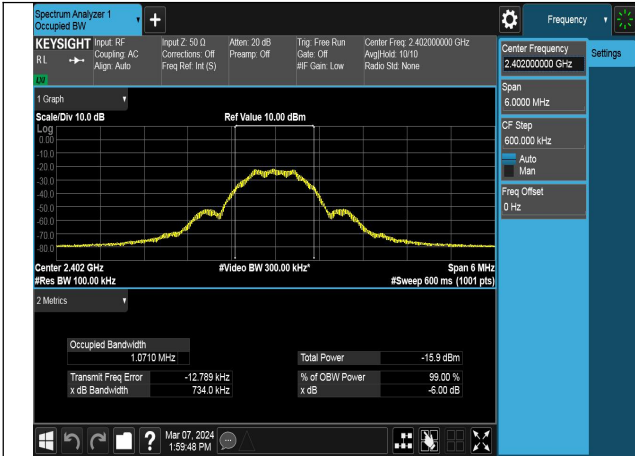 Spectrum Analyzer 1
Occupied BW
Frequency
KEYSIGHT
R L
Input: RF
Coupling: AC
Align: Auto
Input Z: 50 Ω
Corrections: Off
Freq Ref: Int (S)
Atten: 20 dB
Preamp: Off
Trig: Free Run
Gate: Off
#IF Gain: Low
Center Freq: 2.402000000 GHz
Avg|Hold: 10/10
Radio Std: None
Center Frequency
2.402000000 GHz
Settings
Span
6.0000 MHz
CF Step
600.000 kHz
Auto
Man
Freq Offset
0 Hz
1 Graph
Scale/Div 10.0 dB
Ref Value 10.00 dBm
Log
0.00
-10.0
-20.0
-30.0
-40.0
-50.0
-60.0
-70.0
-80.0
Center 2.402 GHz
#Video BW 300.00 kHz*
Span 6 MHz
#Res BW 100.00 kHz
#Sweep 600 ms (1001 pts)
2 Metrics
Occupied Bandwidth
1.0710 MHz
Total Power
-15.9 dBm
Transmit Freq Error
-12.789 kHz
% of OBW Power
99.00 %
x dB Bandwidth
734.0 kHz
x dB
-6.00 dB
Mar 07, 2024
1:59:48 PM